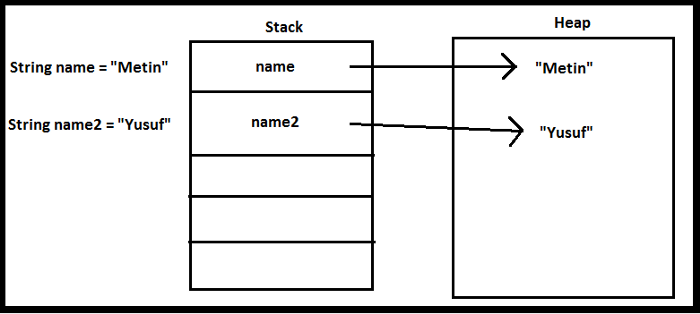 Stack
Heap
String name = "Metin"
name
"Metin"
String name2 = "Yusuf"
name2
"Yusuf"